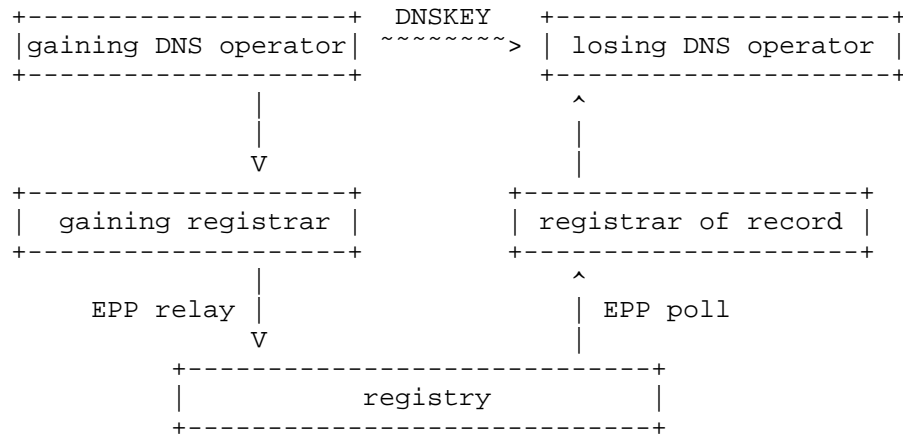 DNSKEY
gaining DNS operator ~~~~~~~~> losing DNS operator
V
gaining registrar registrar of record
EPP relay EPP poll
V
registry